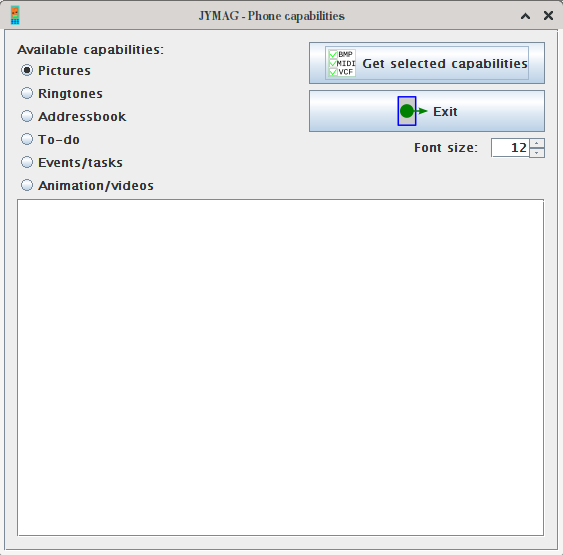 JYMAG - Phone capabilities
Available capabilities:
Pictures
Ringtones
Addressbook
To-do
Events/tasks
Animation/videos
BMP
MIDI
VCF
Get selected capabilities
Exit
Font size: 12